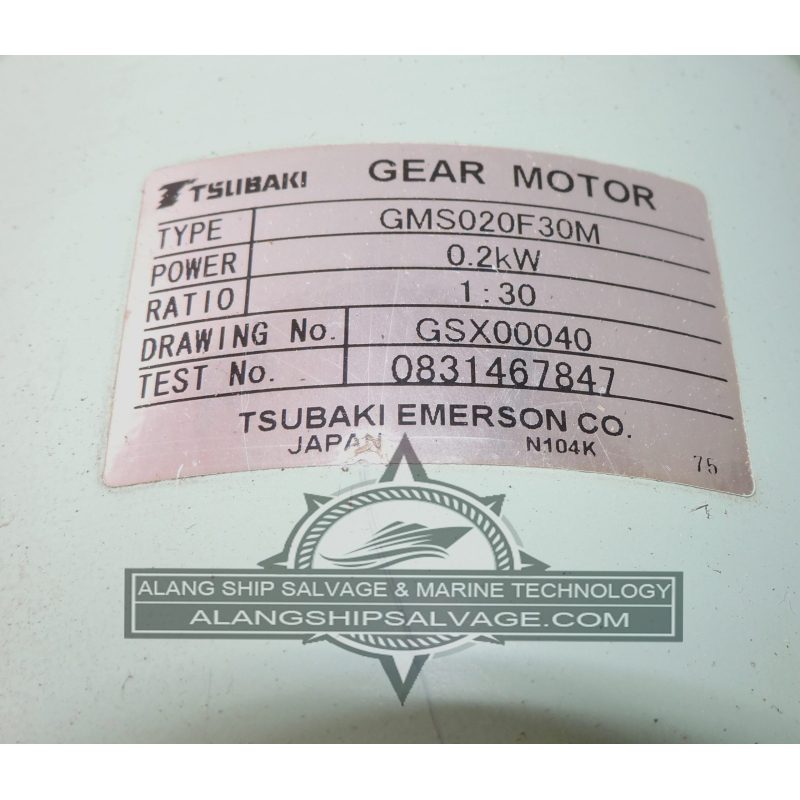 TSUBAKI GEAR MOTOR
TYPE GMS020F30M
POWER 0.2kW
RATIO 1:30
DRAWING No. GSX00040
TEST No. 0831467847
TSUBAKI EMERSON CO.
JAPAN N104K 75
ALANG SHIP SALVAGE & MARINE TECHNOLOGY
ALANGSHIPSALVAGE.COM